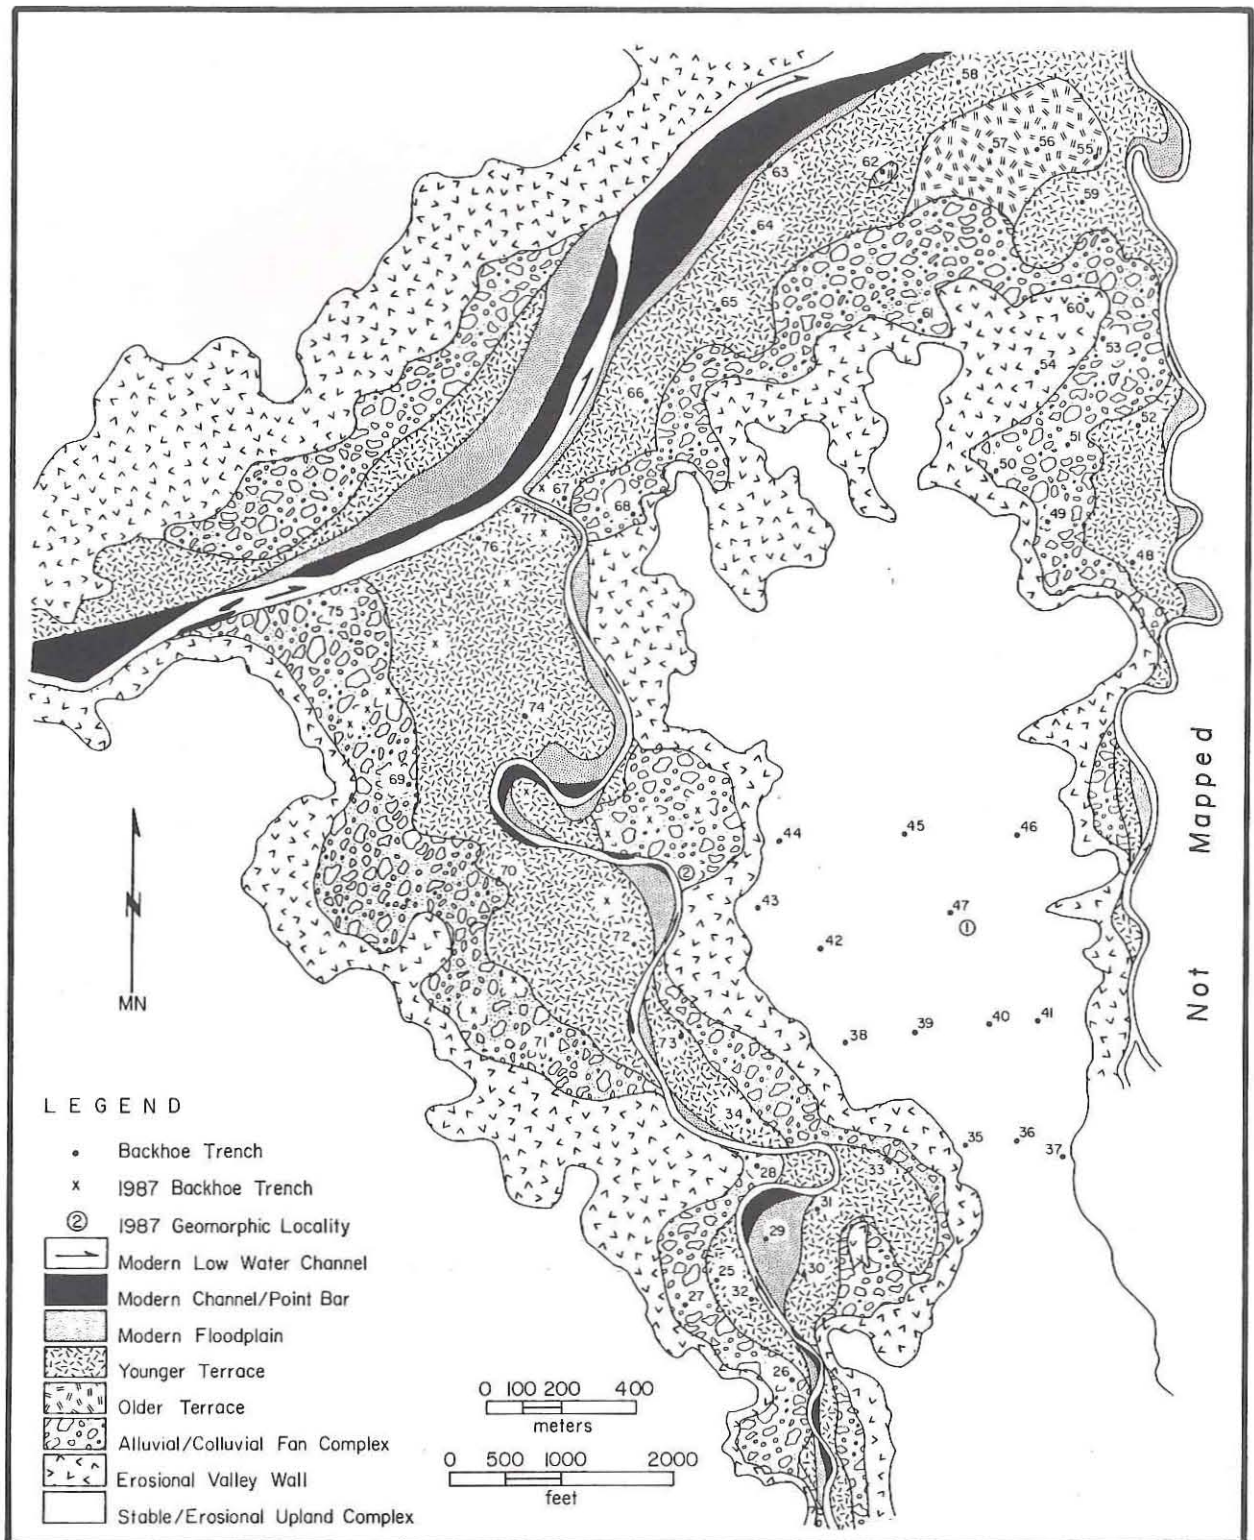 58
57
56
55
62
63
59
64
65
60
61
53
54
66
52
51
50
67
68
49
77
76
48
75
74
69
Not Mapped
44
45
46
70
②
43
47
①
72
42
MN
N
41
40
39
38
71
73
34
36
35
37
33
28
31
29
25
30
32
27
26
LEGEND
Backhoe Trench
x 1987 Backhoe Trench
② 1987 Geomorphic Locality
Modern Low Water Channel
Modern Channel/Point Bar
Modern Floodplain
Younger Terrace
Older Terrace
Alluvial/Colluvial Fan Complex
Erosional Valley Wall
Stable/Erosional Upland Complex
0 100 200 400
meters
0 500 1000 2000
feet